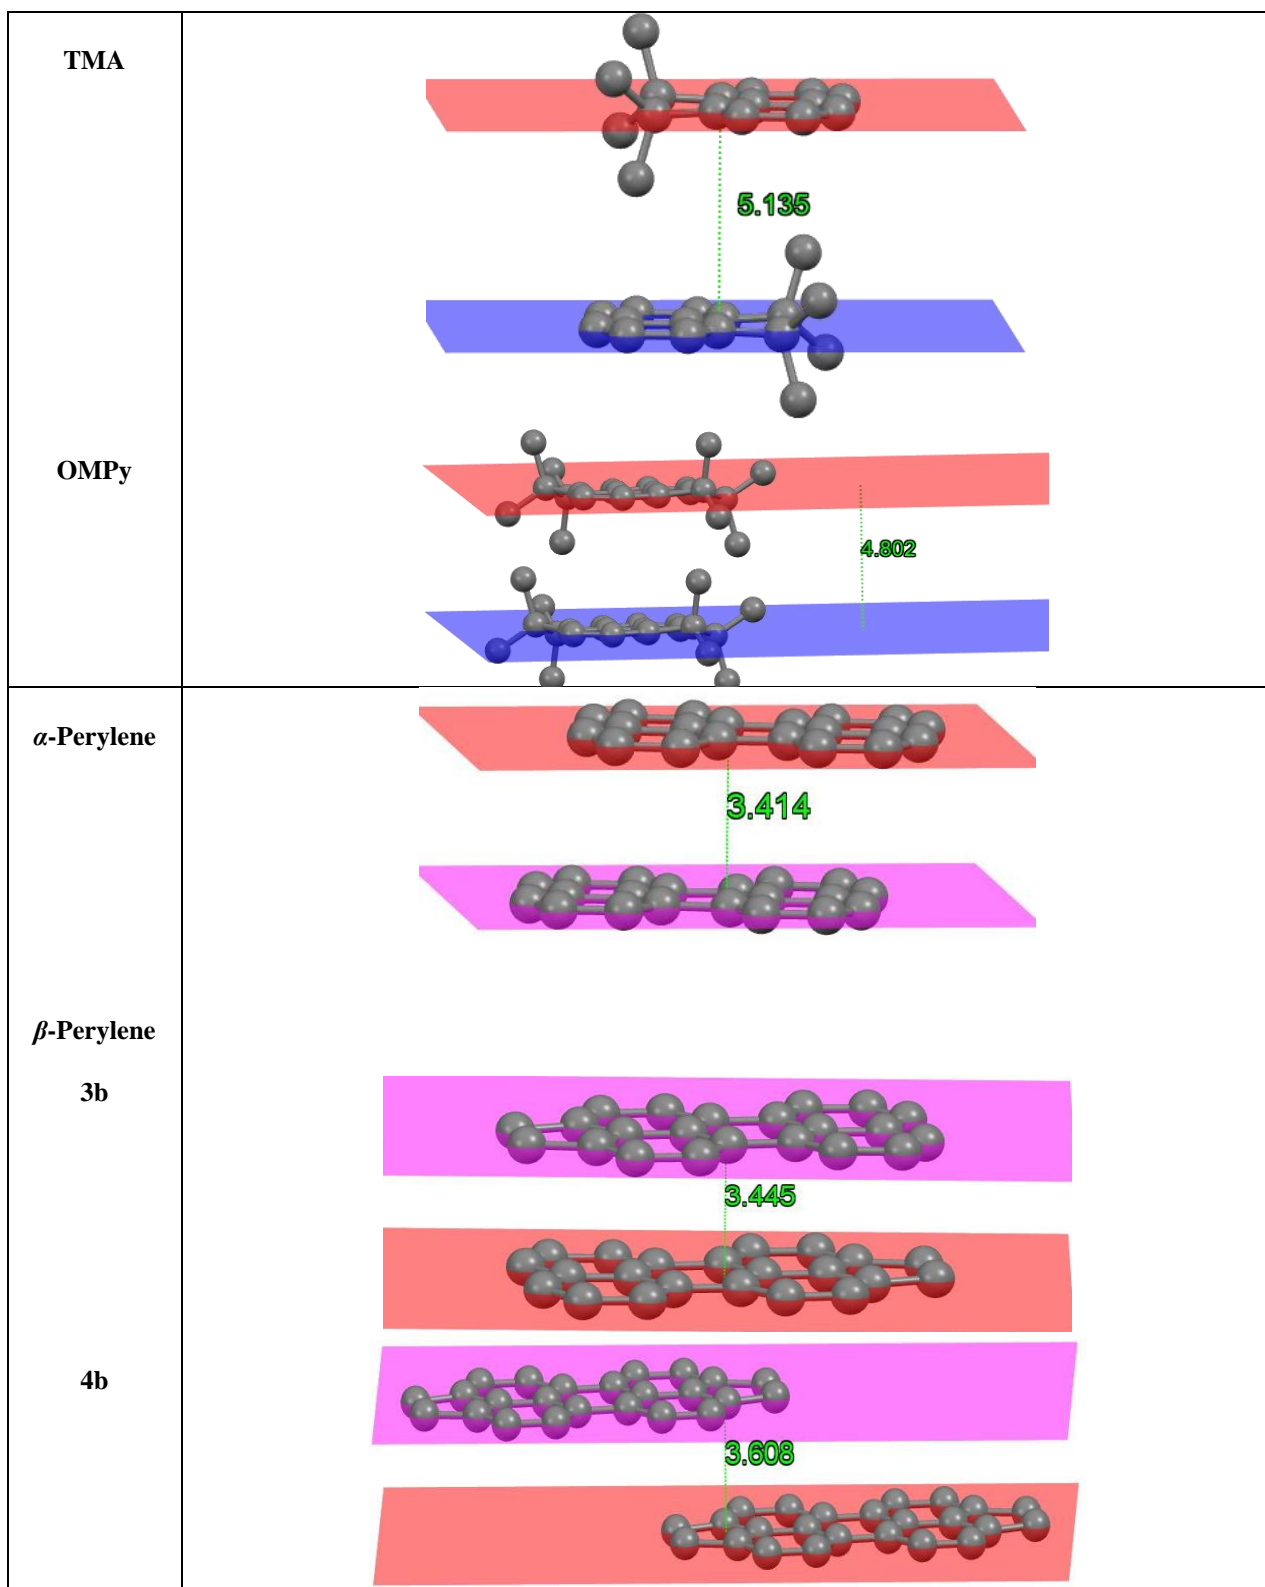 TMA
5.135
OMPy
4.802
α-Perylene
3.414
β-Perylene
3b
3.445
4b
3.608